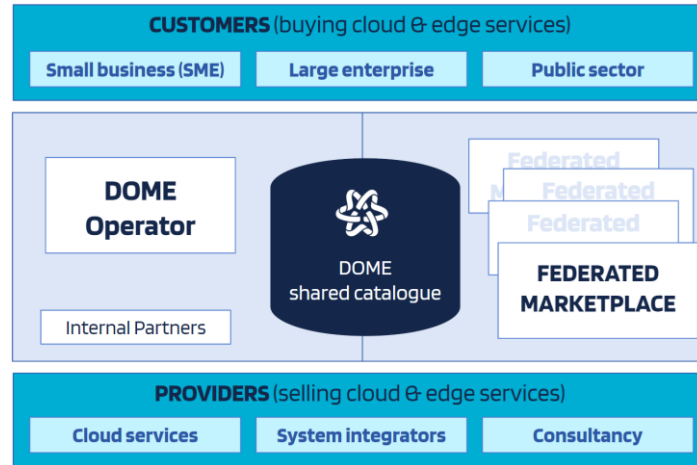 CUSTOMERS (buying cloud & edge services)
Small business (SME)
Large enterprise
Public sector
DOME
Operator
Internal Partners
DOME
shared catalogue
Federated
M
Federated
Federated
FEDERATED
MARKETPLACE
PROVIDERS (selling cloud & edge services)
Cloud services
System integrators
Consultancy